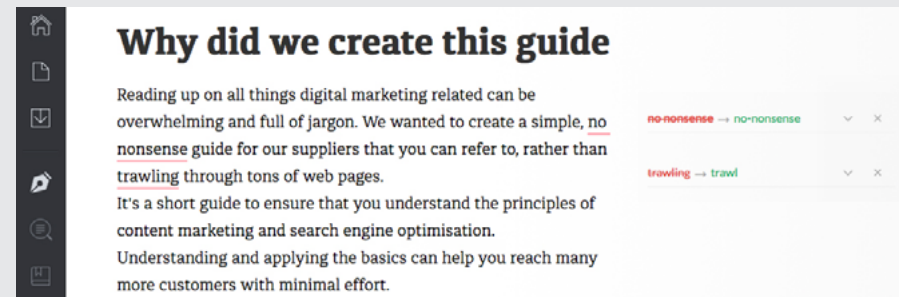 Why did we create this guide
Reading up on all things digital marketing related can be
overwhelming and full of jargon. We wanted to create a simple, no
nonsense guide for our suppliers that you can refer to, rather than
trawling through tons of web pages.
It's a short guide to ensure that you understand the principles of
content marketing and search engine optimisation.
Understanding and applying the basics can help you reach many
more customers with minimal effort.
no nonsense → no-nonsense
trawling → trawl